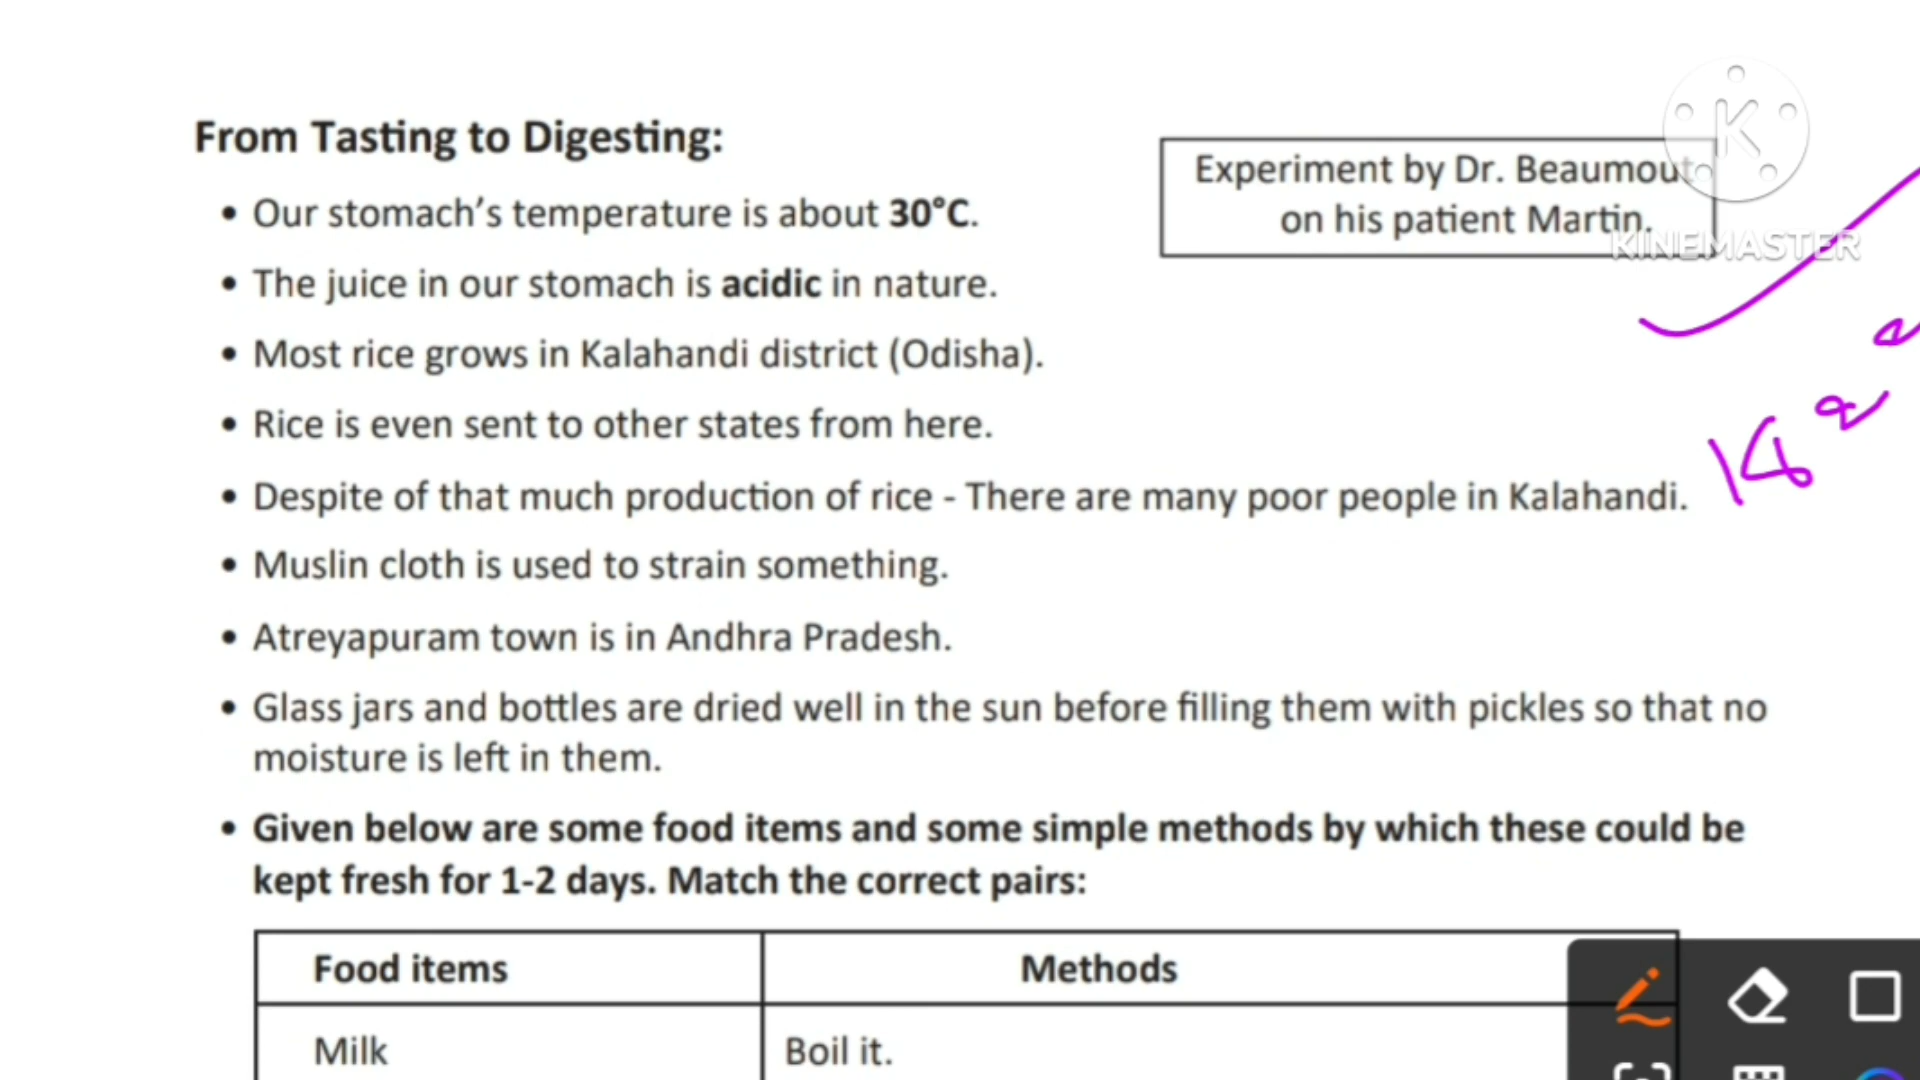 From Tasting to Digesting:
Experiment by Dr. Beaumout
on his patient Martin.
KINEMASTER
• Our stomach's temperature is about 30°C.
• The juice in our stomach is acidic in nature.
• Most rice grows in Kalahandi district (Odisha).
• Rice is even sent to other states from here.
• Despite of that much production of rice - There are many poor people in Kalahandi.
• Muslin cloth is used to strain something.
• Atreyapuram town is in Andhra Pradesh.
• Glass jars and bottles are dried well in the sun before filling them with pickles so that no
moisture is left in them.
• Given below are some food items and some simple methods by which these could be
kept fresh for 1-2 days. Match the correct pairs:
Food items Methods
Milk Boil it.